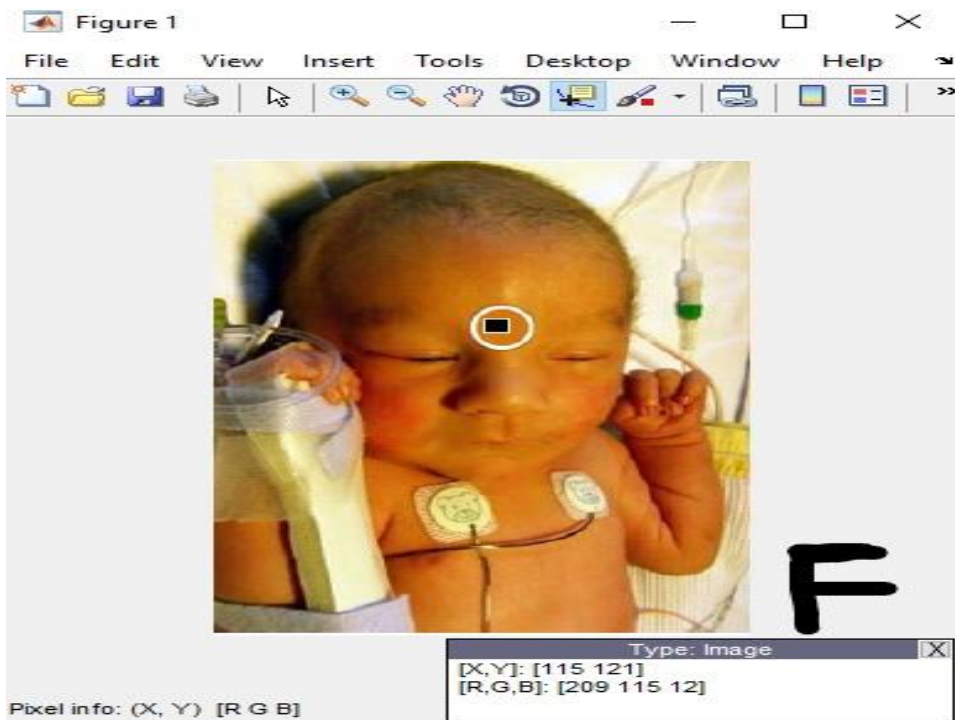 Figure 1
File Edit View Insert Tools Desktop Window Help
F
Type: Image X
[X,Y]: [115 121]
[R,G,B]: [209 115 12]
Pixel info: (X, Y) [R G B]